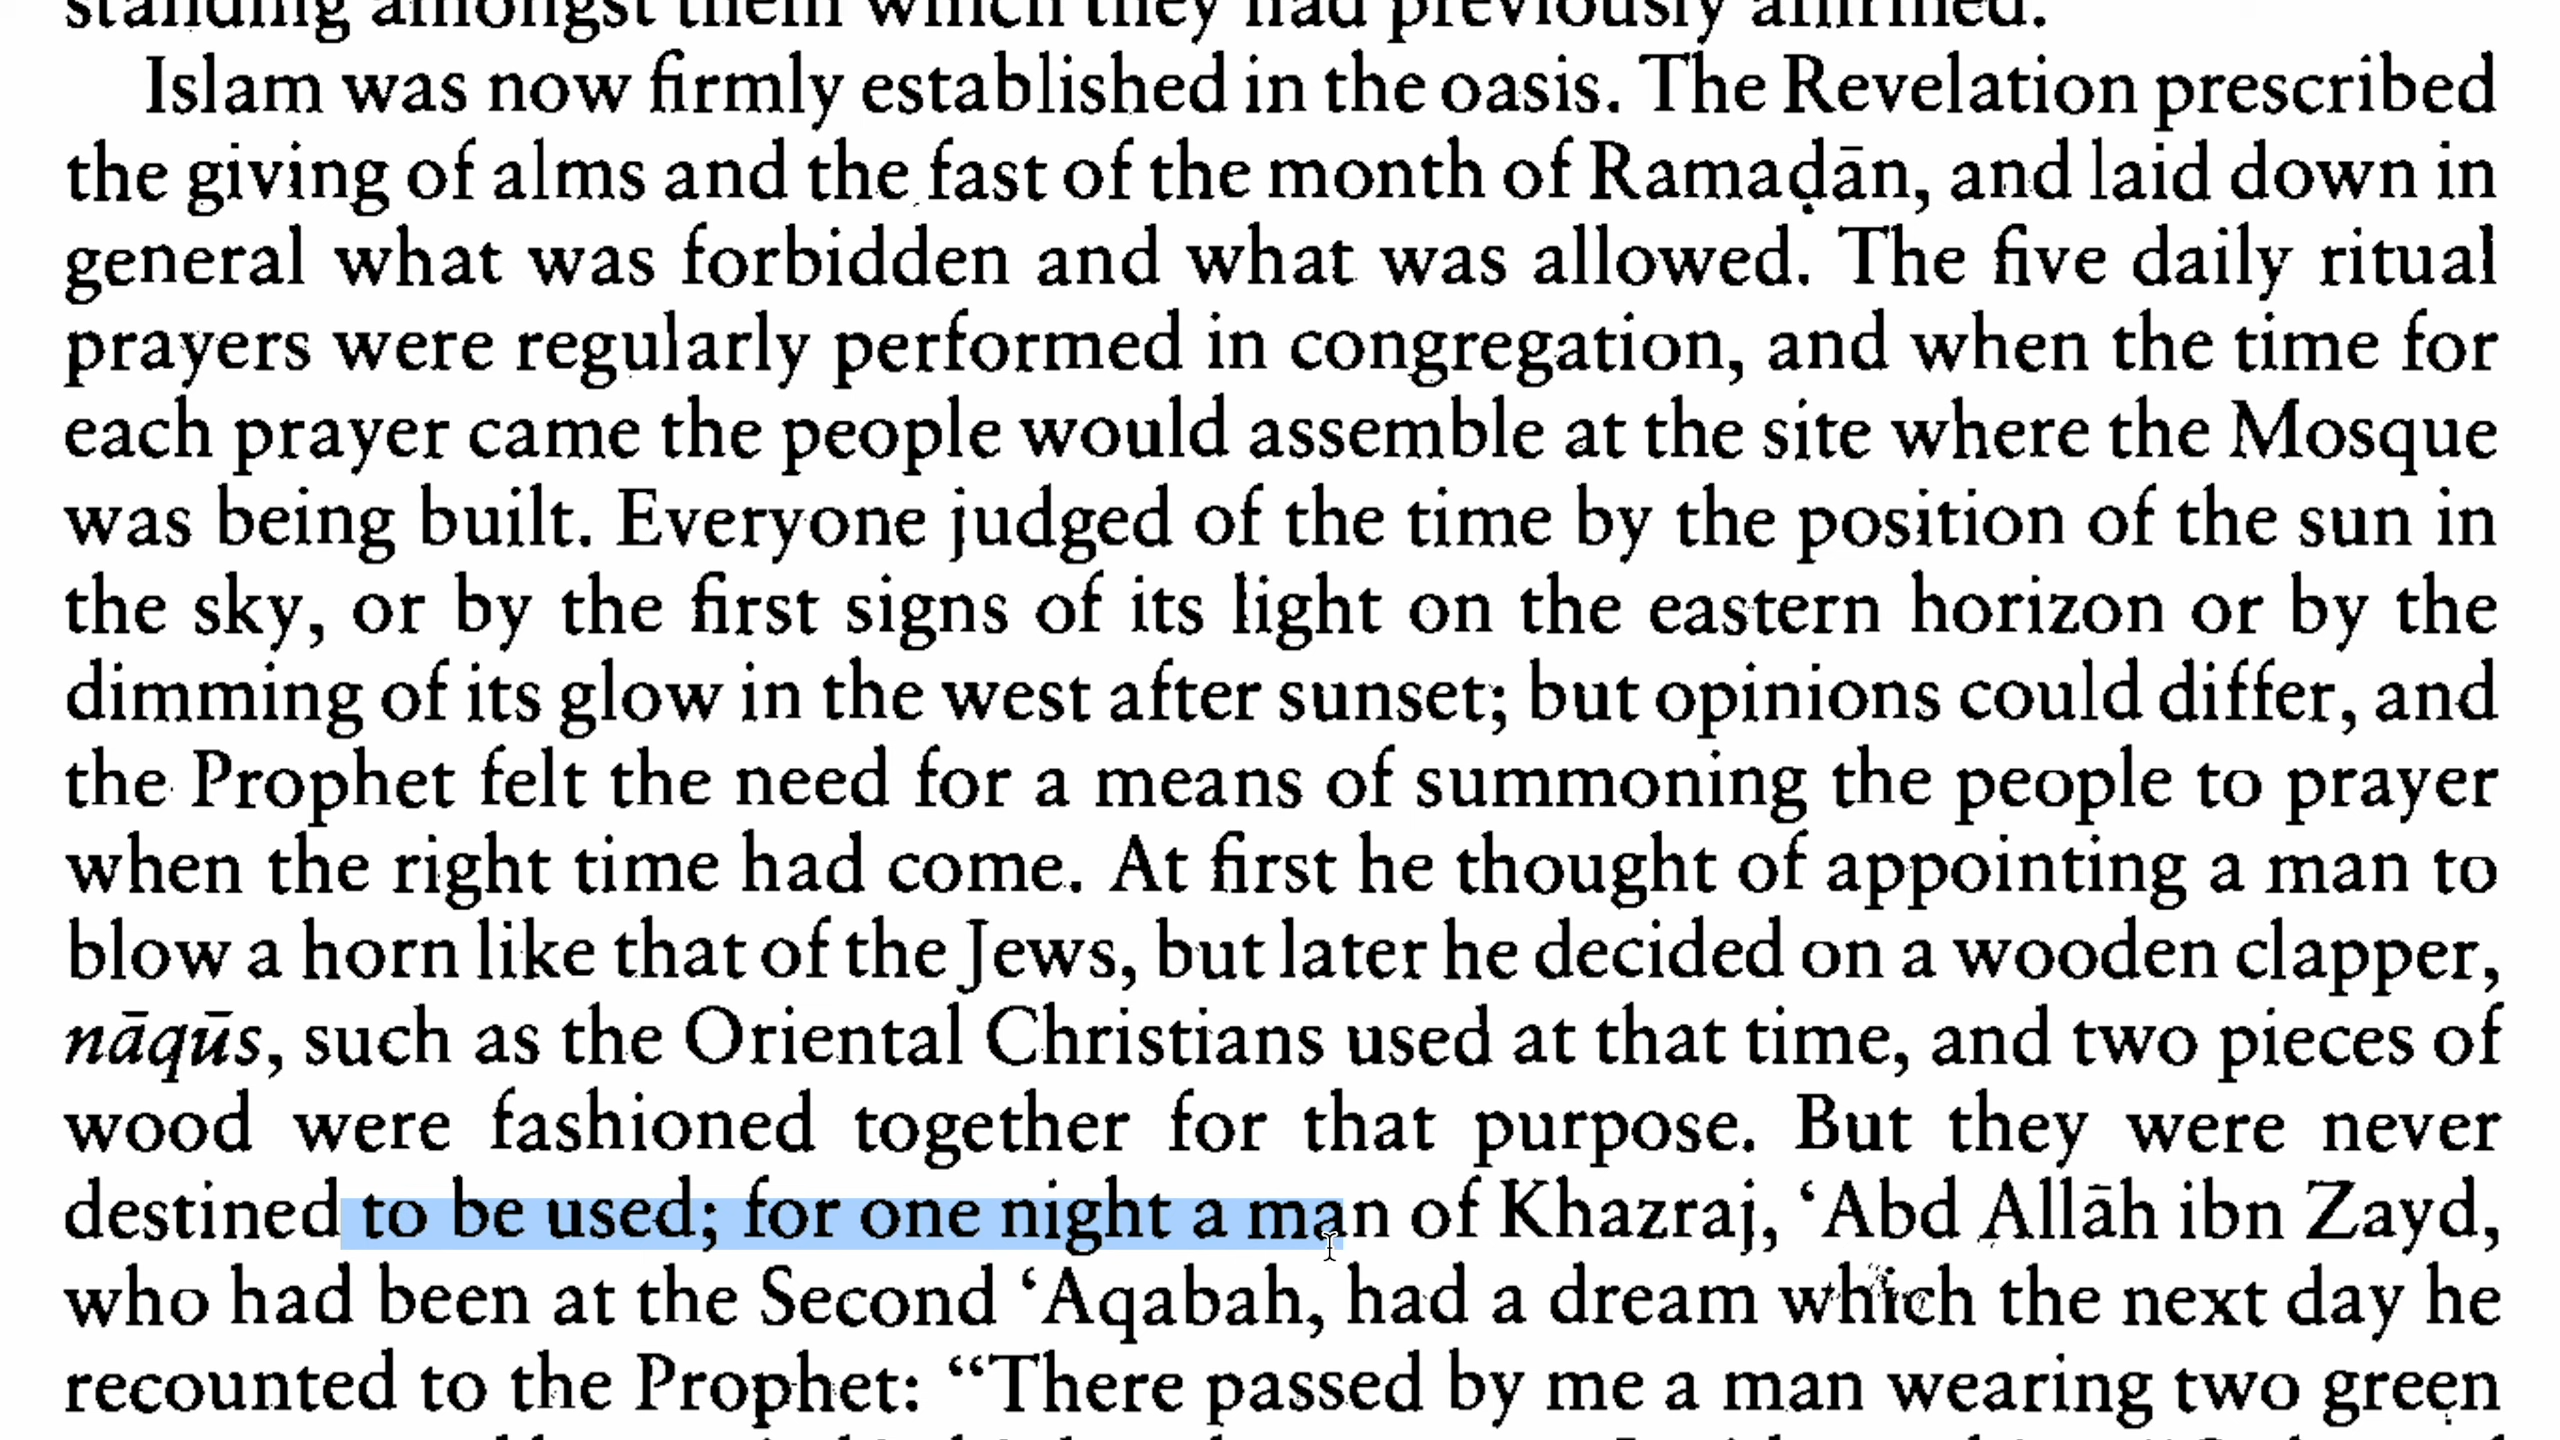 standing amongst them which they had previously affirmed.
Islam was now firmly established in the oasis. The Revelation prescribed
the giving of alms and the fast of the month of Ramaḍān, and laid down in
general what was forbidden and what was allowed. The five daily ritual
prayers were regularly performed in congregation, and when the time for
each prayer came the people would assemble at the site where the Mosque
was being built. Everyone judged of the time by the position of the sun in
the sky, or by the first signs of its light on the eastern horizon or by the
dimming of its glow in the west after sunset; but opinions could differ, and
the Prophet felt the need for a means of summoning the people to prayer
when the right time had come. At first he thought of appointing a man to
blow a horn like that of the Jews, but later he decided on a wooden clapper,
nāqūs, such as the Oriental Christians used at that time, and two pieces of
wood were fashioned together for that purpose. But they were never
destined to be used; for one night a man of Khazraj, ‘Abd Allāh ibn Zayd,
who had been at the Second ‘Aqabah, had a dream which the next day he
recounted to the Prophet: “There passed by me a man wearing two green